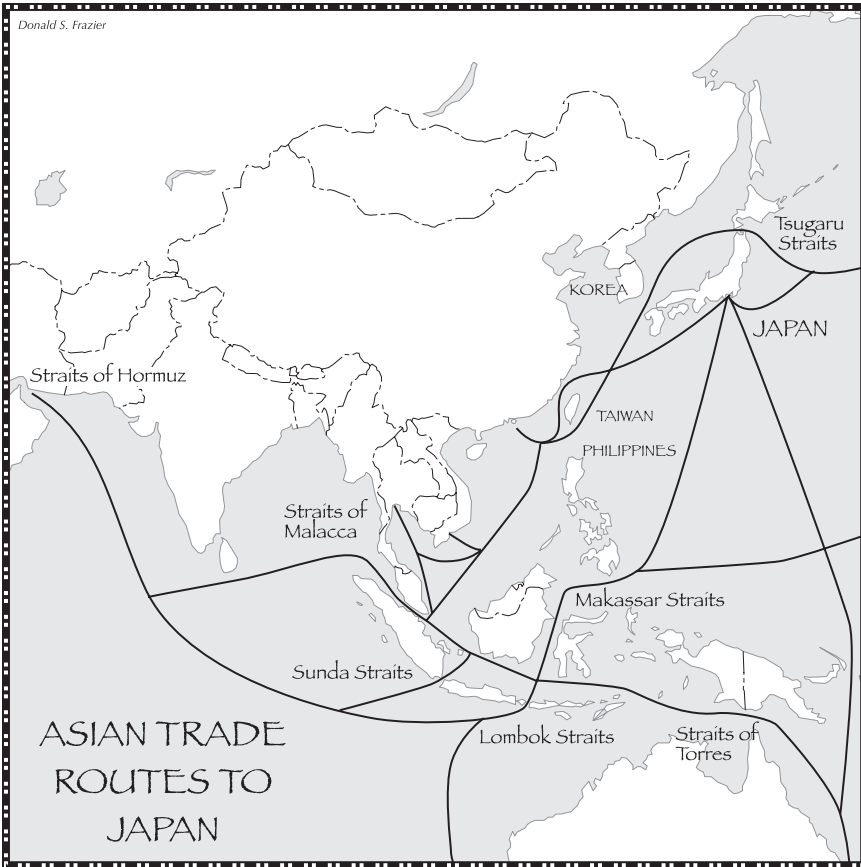 Donald S. Frazier
Tsugaru
Straits
KOREA
JAPAN
Straits of Hormuz
TAIWAN
PHILIPPINES
Straits of
Malacca
Makassar Straits
Sunda Straits
Lombok Straits
Straits of
Torres
ASIAN TRADE
ROUTES TO
JAPAN